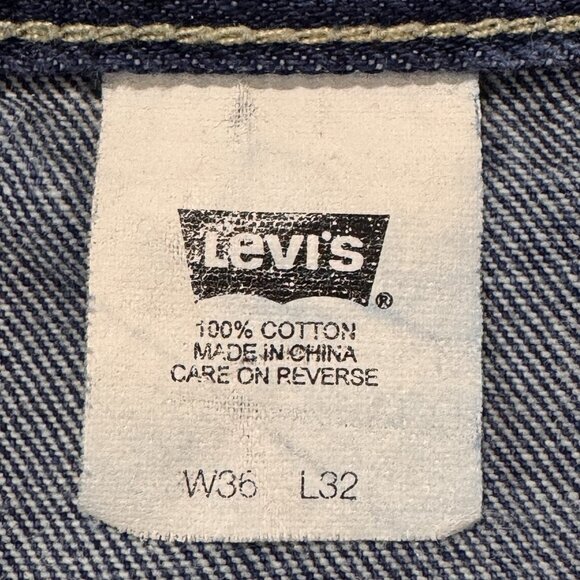 Levi's ®
100% COTTON
MADE IN CHINA
CARE ON REVERSE
W36 L32